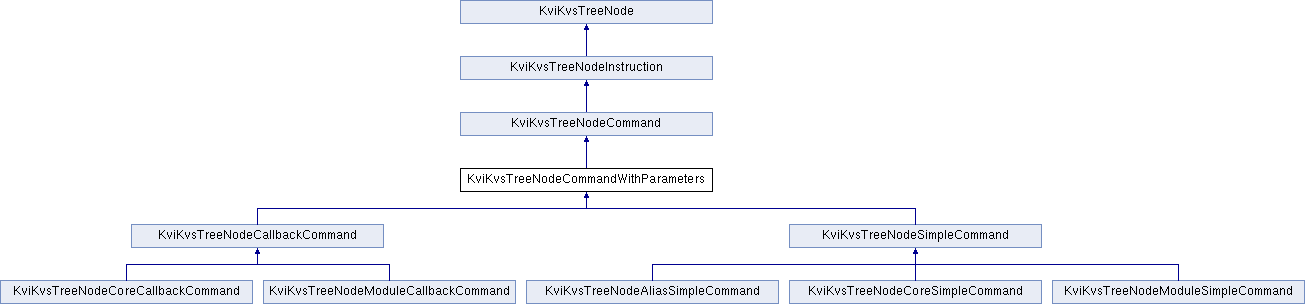 KviKvsTreeNode
KviKvsTreeNodeInstruction
KviKvsTreeNodeCommand
KviKvsTreeNodeCommandWithParameters
KviKvsTreeNodeCallbackCommand
KviKvsTreeNodeSimpleCommand
KviKvsTreeNodeCoreCallbackCommand
KviKvsTreeNodeModuleCallbackCommand
KviKvsTreeNodeAliasSimpleCommand
KviKvsTreeNodeCoreSimpleCommand
KviKvsTreeNodeModuleSimpleCommand